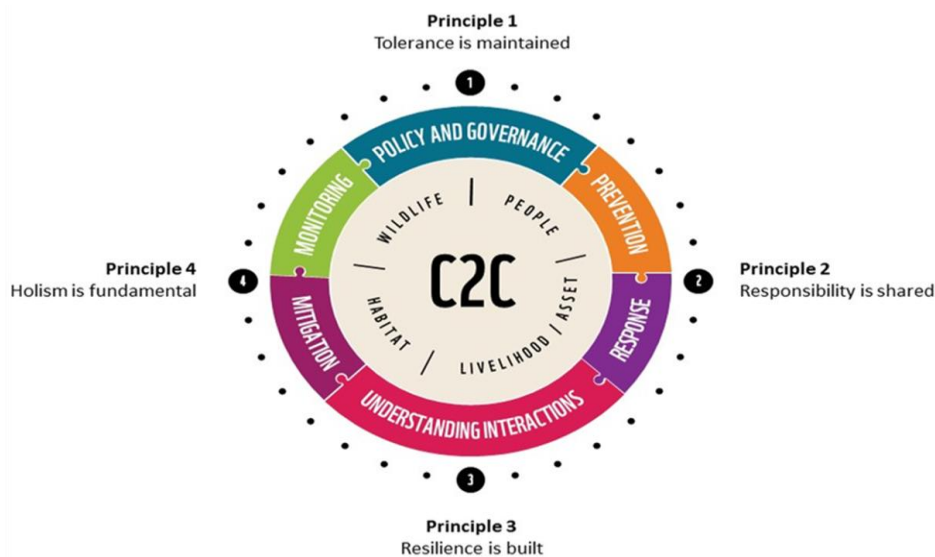 Principle 1
Tolerance is maintained
1
POLICY AND GOVERNANCE
PREVENTION
RESPONSE
UNDERSTANDING INTERACTIONS
MITIGATION
MONITORING
WILDLIFE
PEOPLE
LIVELIHOOD / ASSET
HABITAT
C2C
Principle 2
Responsibility is shared
2
Principle 4
Holism is fundamental
4
3
Principle 3
Resilience is built